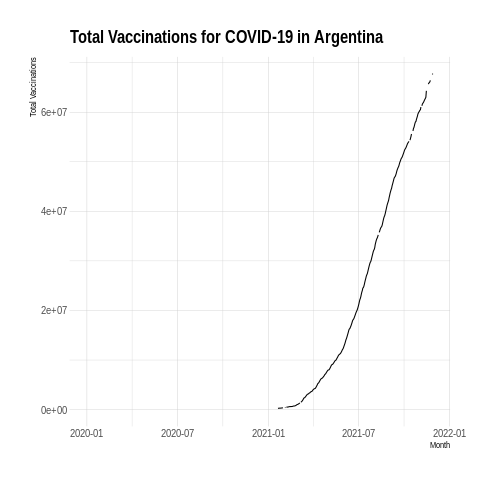 Total Vaccinations for COVID-19 in Argentina
Total Vaccinations
6e+07
4e+07
2e+07
0e+00
2020-01 2020-07 2021-01 2021-07 2022-01
Month